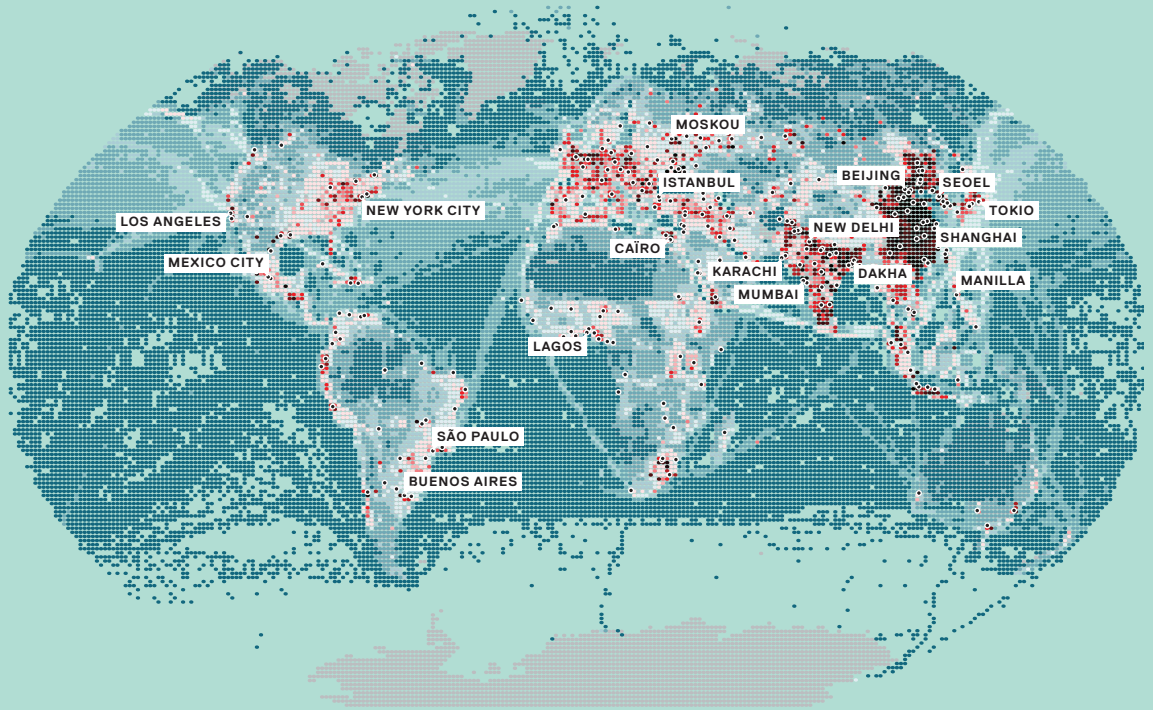 MOSKOU
BEIJING
SEOEL
ISTANBUL
NEW YORK CITY
TOKIO
LOS ANGELES
NEW DELHI
SHANGHAI
CAÏRO
MEXICO CITY
KARACHI
DAKHA
MANILLA
MUMBAI
LAGOS
SÃO PAULO
BUENOS AIRES